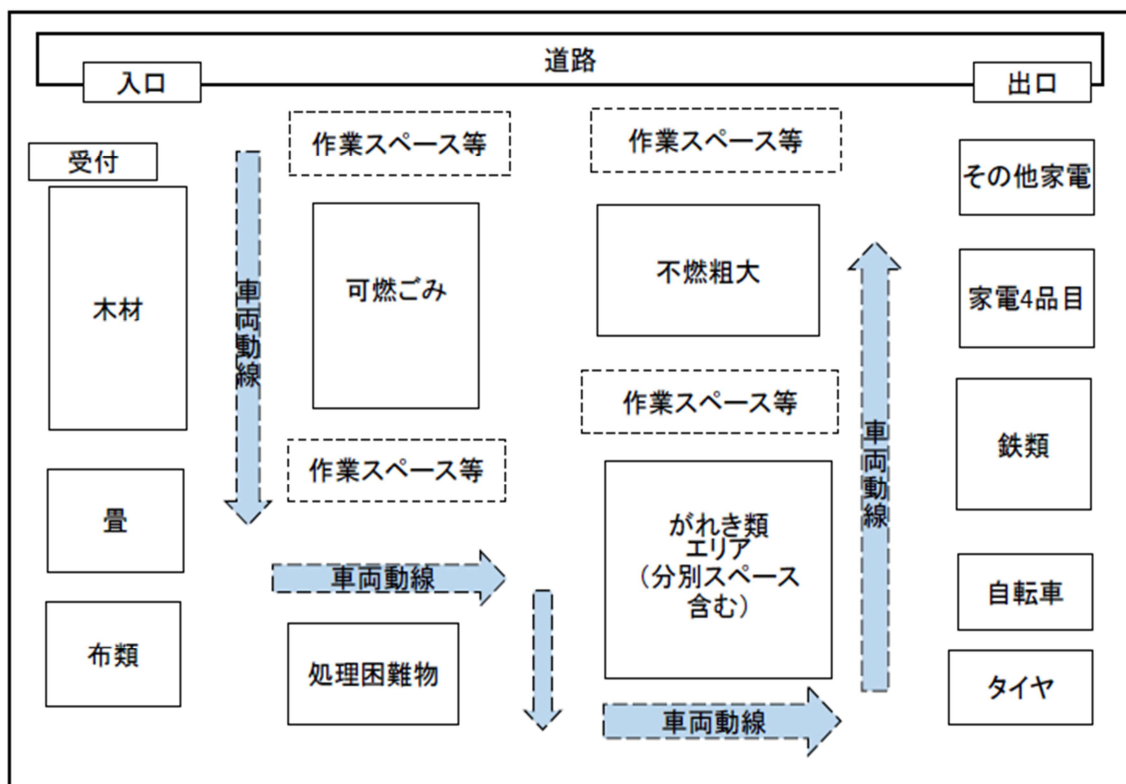 道路
入口
出口
受付
作業スペース等
作業スペース等
その他家電
木材
車両動線
可燃ごみ
不燃粗大
家電4品目
作業スペース等
作業スペース等
車両動線
鉄類
畳
がれき類
エリア
（分別スペース
含む）
車両動線
自転車
布類
処理困難物
タイヤ
車両動線